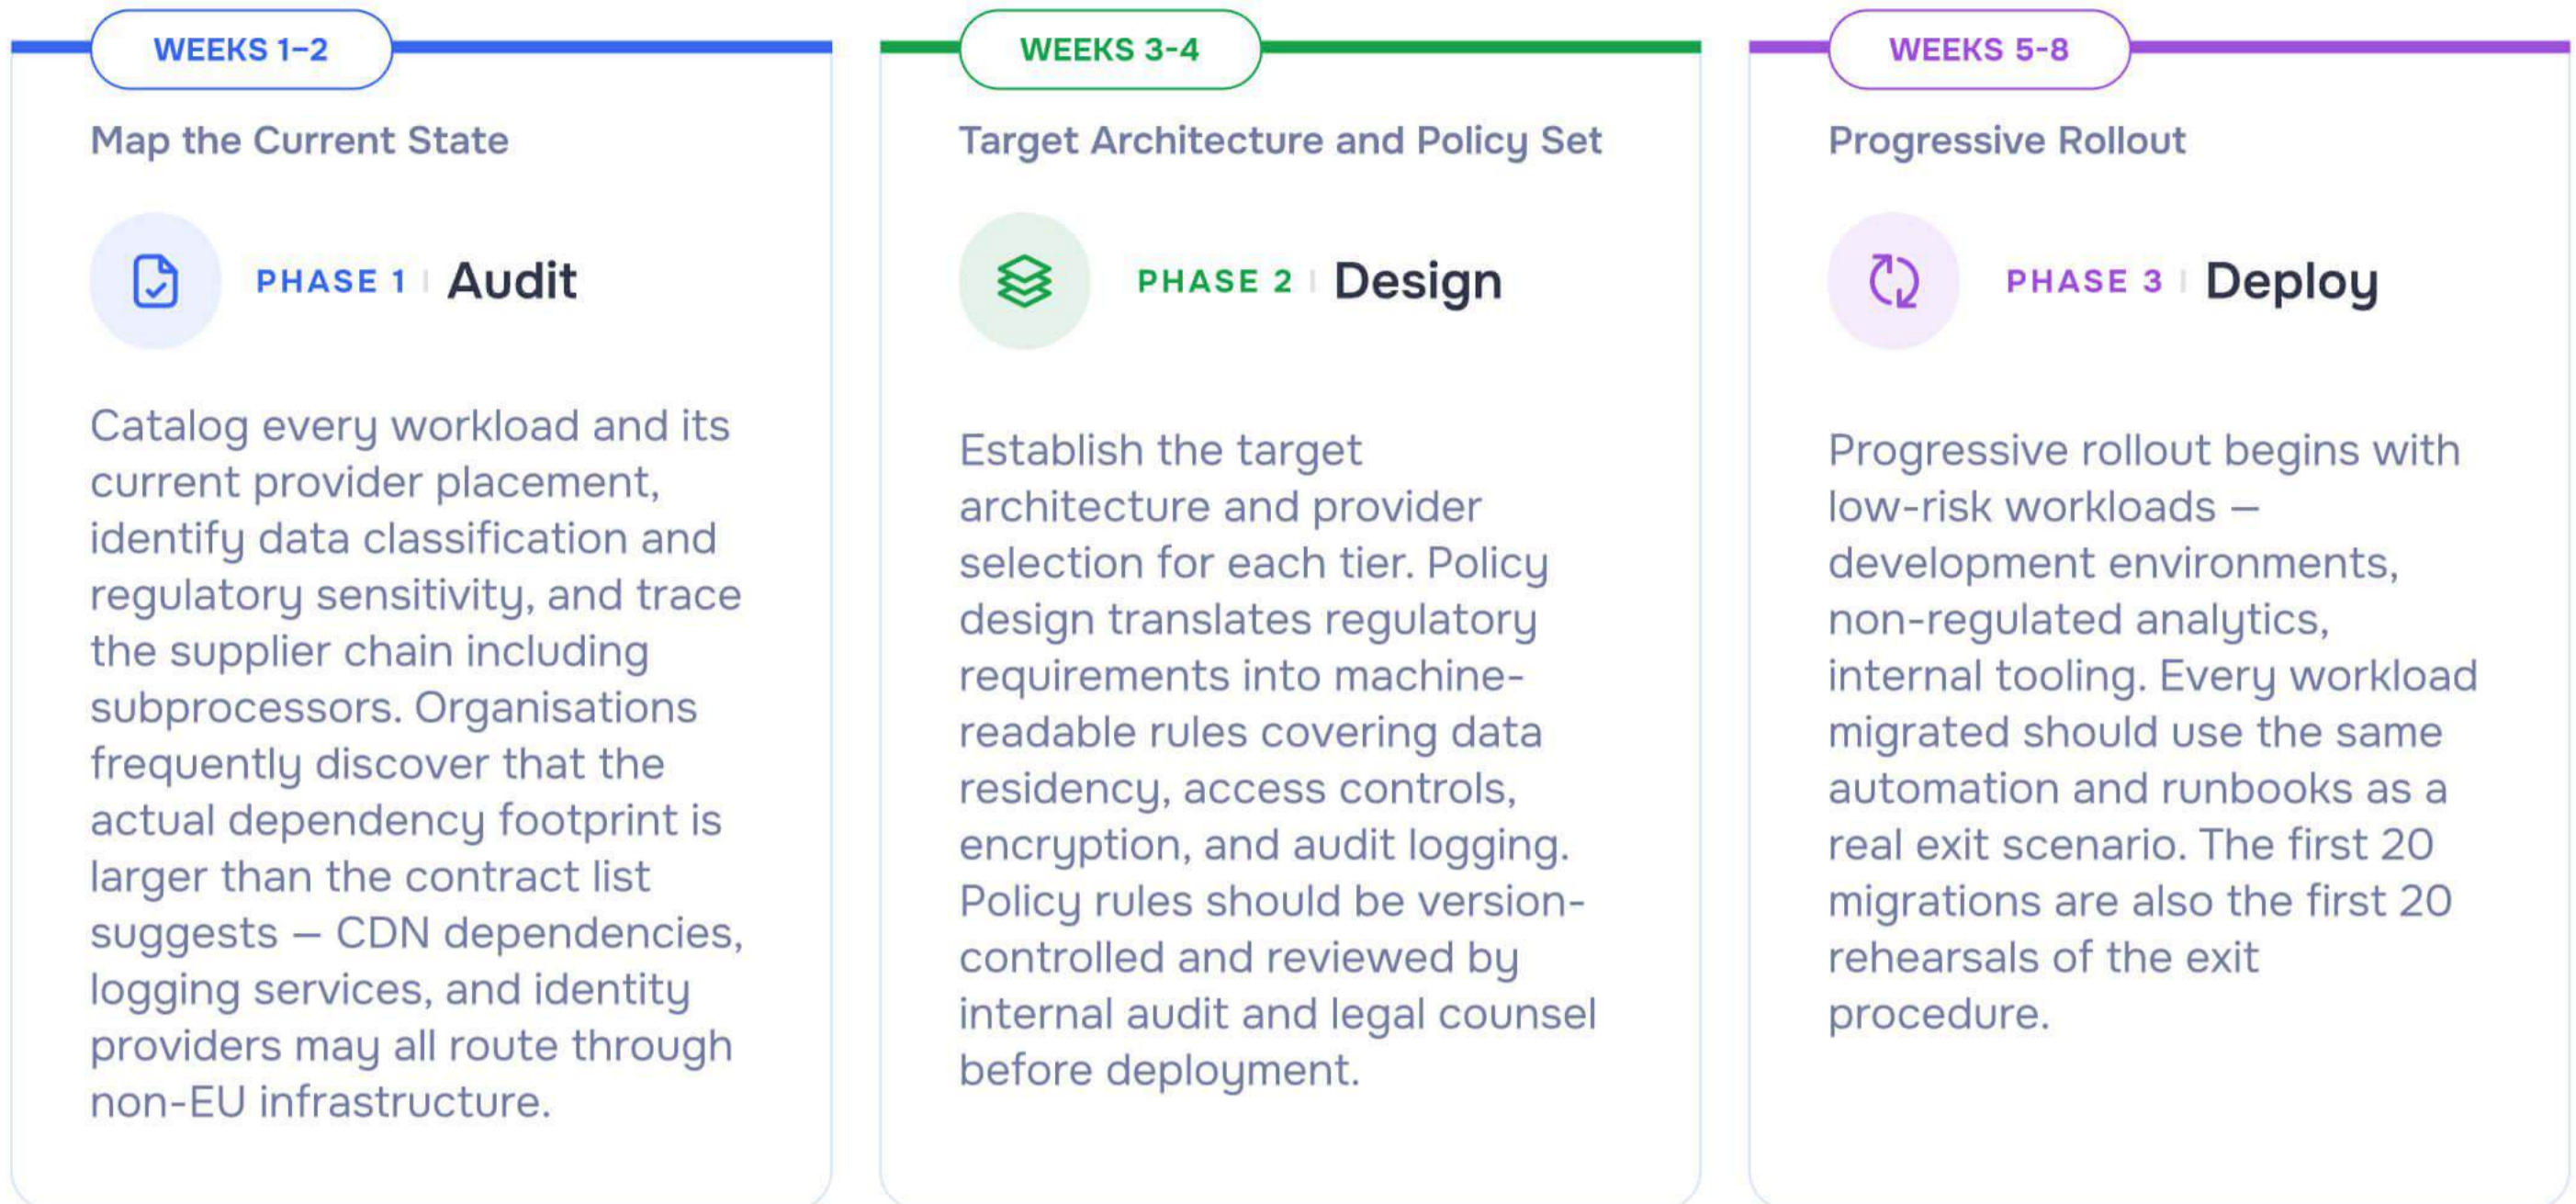 WEEKS 1–2
Map the Current State
PHASE 1 | Audit
Catalog every workload and its
current provider placement,
identify data classification and
regulatory sensitivity, and trace
the supplier chain including
subprocessors. Organisations
frequently discover that the
actual dependency footprint is
larger than the contract list
suggests — CDN dependencies,
logging services, and identity
providers may all route through
non-EU infrastructure.
WEEKS 3-4
Target Architecture and Policy Set
PHASE 2 | Design
Establish the target
architecture and provider
selection for each tier. Policy
design translates regulatory
requirements into machine-
readable rules covering data
residency, access controls,
encryption, and audit logging.
Policy rules should be version-
controlled and reviewed by
internal audit and legal counsel
before deployment.
WEEKS 5-8
Progressive Rollout
PHASE 3 | Deploy
Progressive rollout begins with
low-risk workloads —
development environments,
non-regulated analytics,
internal tooling. Every workload
migrated should use the same
automation and runbooks as a
real exit scenario. The first 20
migrations are also the first 20
rehearsals of the exit
procedure.